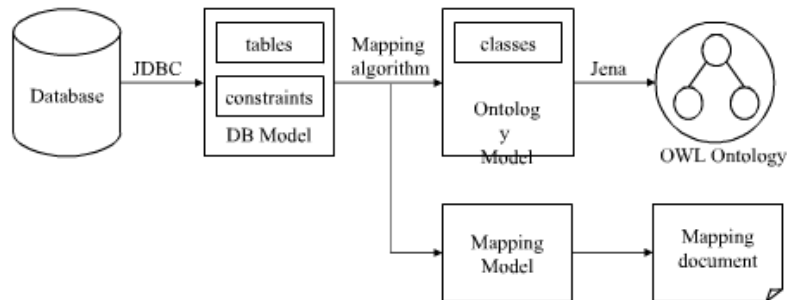 Database
JDBC
tables
constraints
DB Model
Mapping
algorithm
classes
Ontolog
y
Model
Jena
OWL Ontology
Mapping
Model
Mapping
document